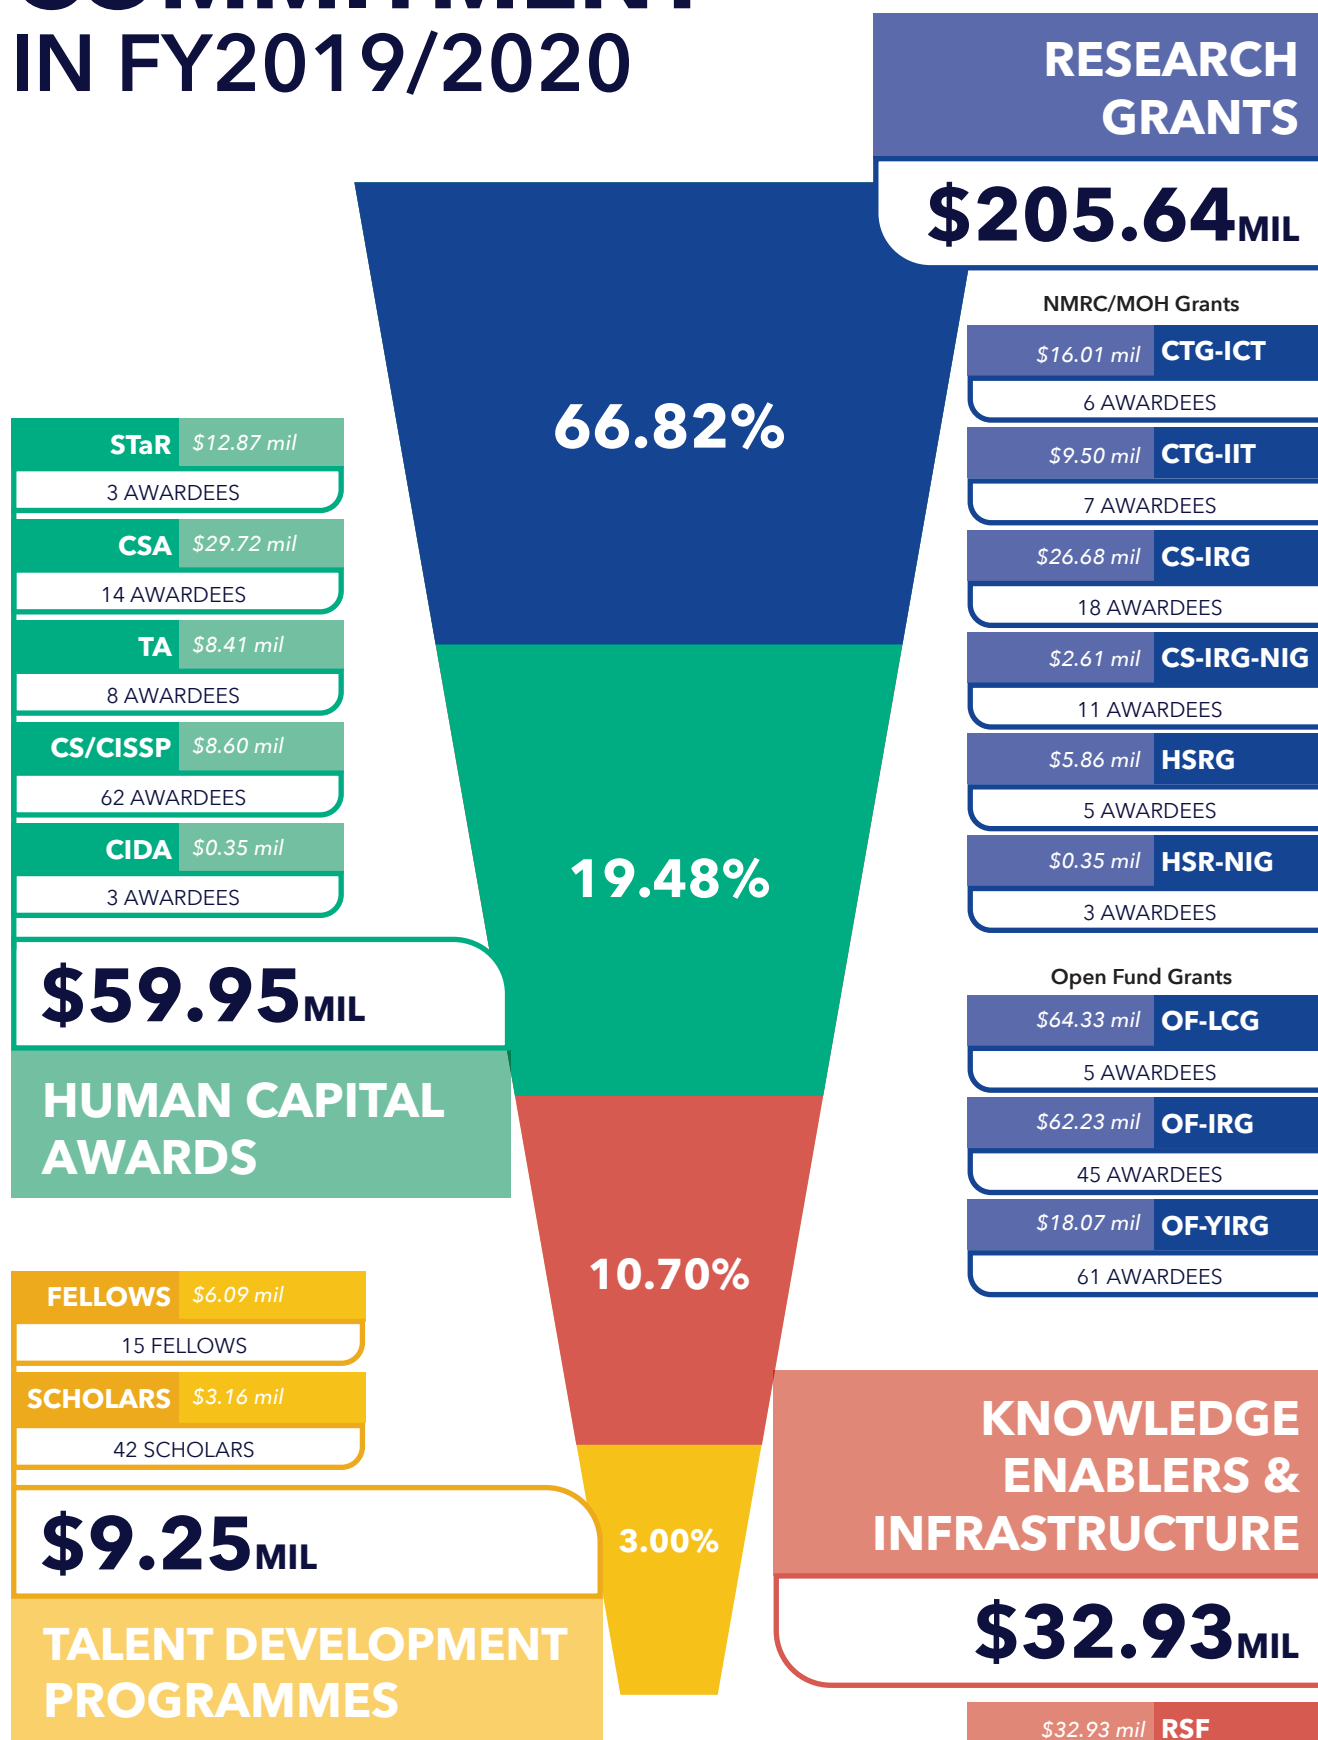 COMMITMENT
IN FY2019/2020
RESEARCH
GRANTS
$205.64MIL
NMRC/MOH Grants
$16.01 mil CTG-ICT
6 AWARDEES
$9.50 mil CTG-IIT
7 AWARDEES
$26.68 mil CS-IRG
18 AWARDEES
$2.61 mil CS-IRG-NIG
11 AWARDEES
$5.86 mil HSRG
5 AWARDEES
$0.35 mil HSR-NIG
3 AWARDEES
Open Fund Grants
$64.33 mil OF-LCG
5 AWARDEES
$62.23 mil OF-IRG
45 AWARDEES
$18.07 mil OF-YIRG
61 AWARDEES
66.82%
19.48%
10.70%
3.00%
STaR $12.87 mil
3 AWARDEES
CSA $29.72 mil
14 AWARDEES
TA $8.41 mil
8 AWARDEES
CS/CISSP $8.60 mil
62 AWARDEES
CIDA $0.35 mil
3 AWARDEES
$59.95MIL
HUMAN CAPITAL
AWARDS
FELLOWS $6.09 mil
15 FELLOWS
SCHOLARS $3.16 mil
42 SCHOLARS
$9.25MIL
TALENT DEVELOPMENT
PROGRAMMES
KNOWLEDGE
ENABLERS &
INFRASTRUCTURE
$32.93MIL
$32.93 mil RSF